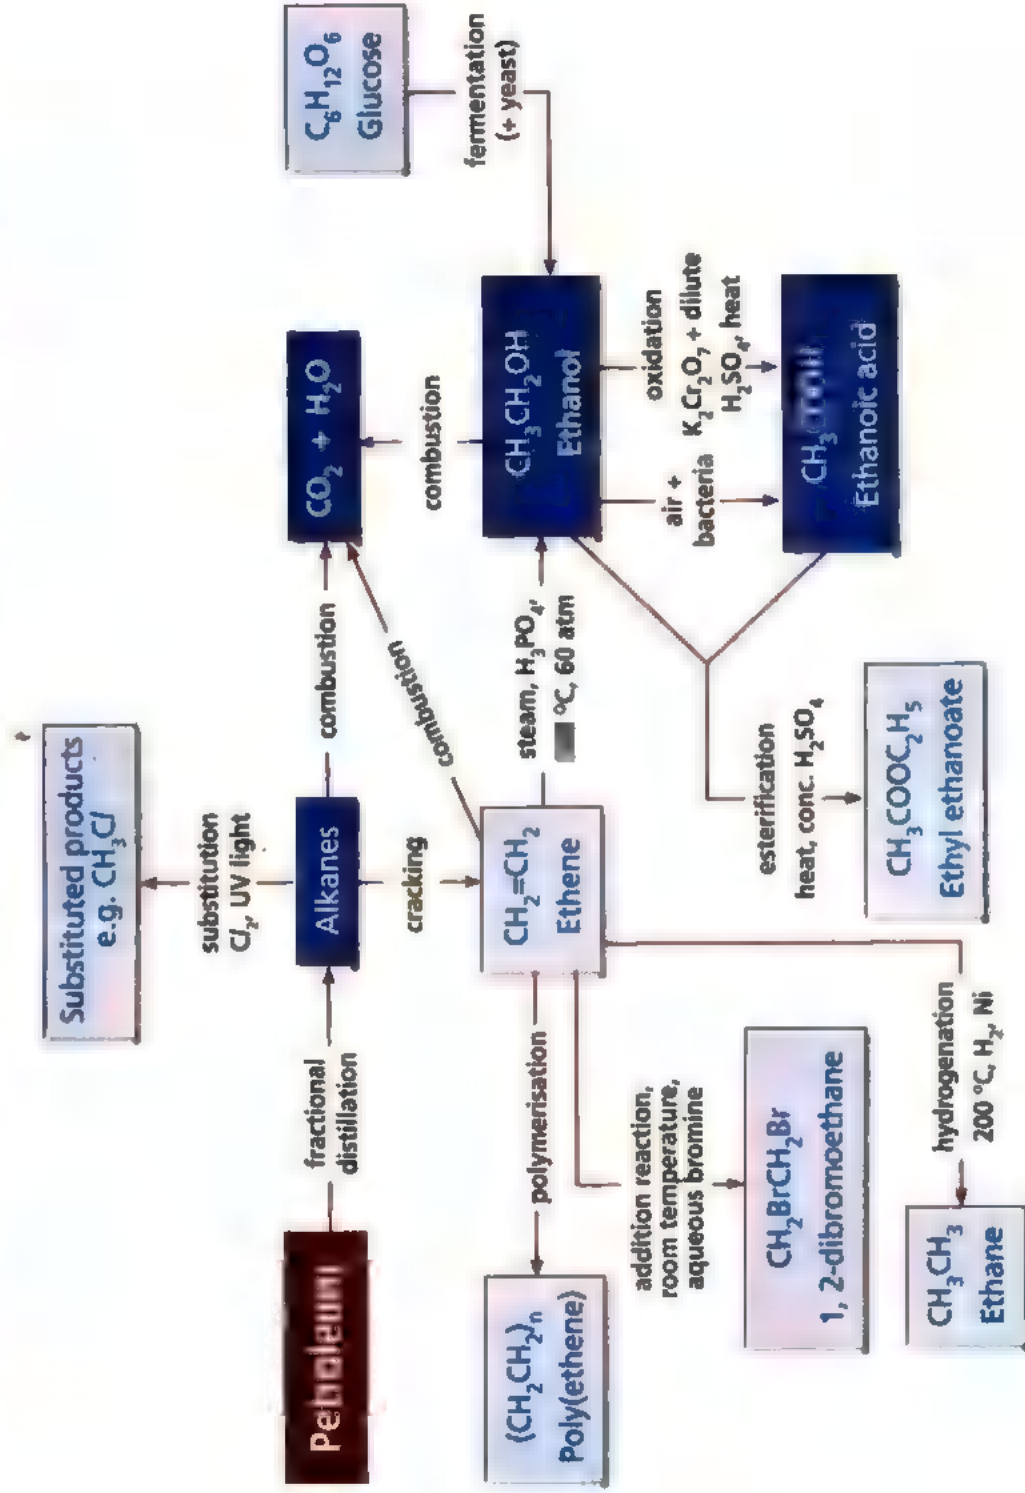 Substituted products
e.g. CH₃Cl
substitution
Cl₂, UV light
Petroleum
fractional
distillation
Alkanes
combustion
CO₂ + H₂O
C₆H₁₂O₆
Glucose
cracking
combustion
combustion
fermentation
(+ yeast)
(CH₂CH₂)n
Poly(ethene)
polymerisation
CH₂=CH₂
Ethene
steam, H₃PO₄,
°C, 60 atm
CH₃CH₂OH
Ethanol
addition reaction,
room temperature,
aqueous bromine
CH₂BrCH₂Br
1, 2-dibromoethane
air +
bacteria
oxidation
K₂Cr₂O₇ + dilute
H₂SO₄, heat
esterification
heat, conc. H₂SO₄
CH₃
Ethanoic acid
CH₃CH₃
Ethane
hydrogenation
200 °C, H₂, Ni
CH₃COOC₂H₅
Ethyl ethanoate